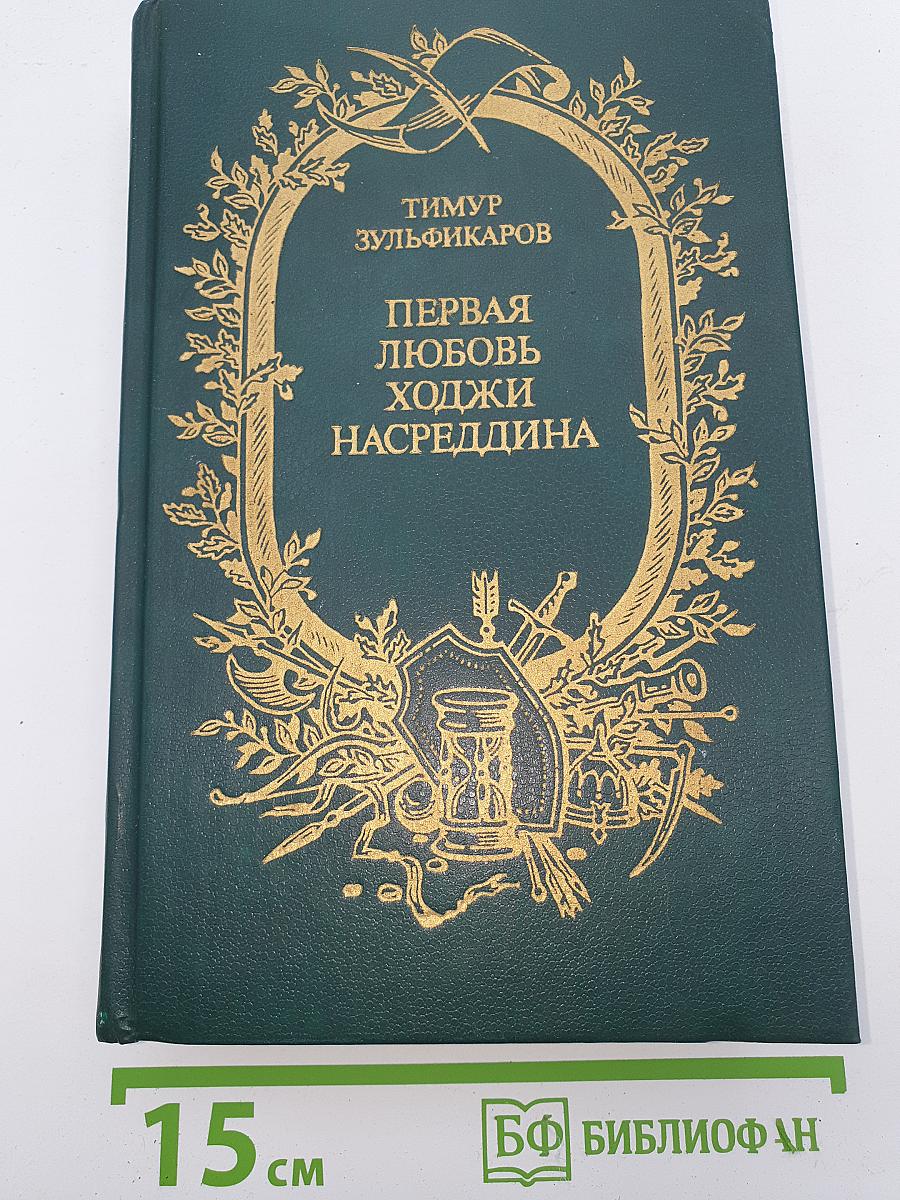 ТИМУР
ЗУЛЬФИКАРОВ
ПЕРВАЯ
ЛЮБОВЬ
ХОДЖИ
НАСРЕДДИНА
15 см
БФ БИБЛИОФАН